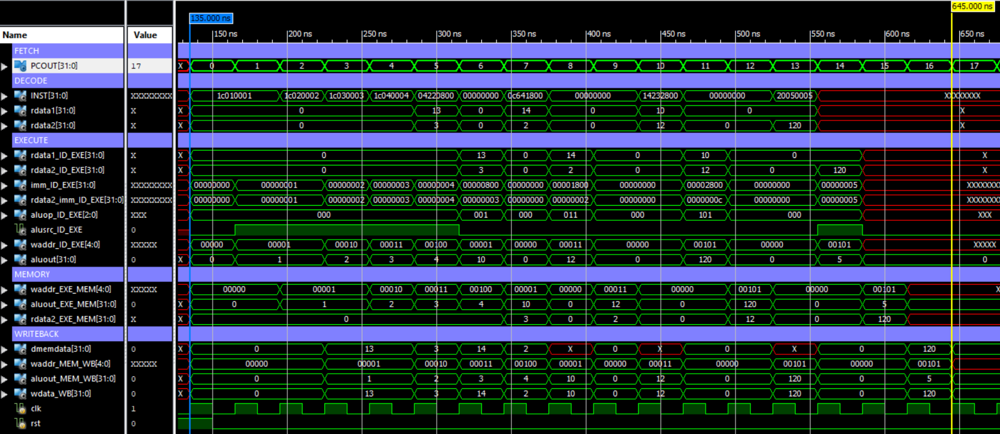 645.000 ns
135.000 ns
Name Value 150 ns 200 ns 250 ns 300 ns 350 ns 400 ns 450 ns 500 ns 550 ns 600 ns 650 ns
FETCH
PCOUT[31:0] 17 X 0 1 2 3 4 5 6 7 8 9 10 11 12 13 14 15 16 17
DECODE
INST[31:0] XXXXXXXX 1c010001 1c020002 1c030003 1c040004 04220800 00000000 0c641800 00000000 14232800 00000000 20050005 XXXXXXXX
rdata1[31:0] X X 0 13 0 14 0 10 0 X
rdata2[31:0] X X 0 3 0 2 0 12 0 120 X
EXECUTE
rdata1_ID_EXE[31:0] X X 0 13 0 14 0 10 0 X
rdata2_ID_EXE[31:0] X X 0 3 0 2 0 12 0 120 X
imm_ID_EXE[31:0] XXXXXXXX 00000000 00000001 00000002 00000003 00000004 00000800 00000000 00001800 00000000 00002800 00000000 00000005 XXXXXXX
rdata2_imm_ID_EXE[31:0] XXXXXXXX 00000000 00000001 00000002 00000003 00000004 00000003 00000000 00000002 00000000 0000000c 00000000 00000005 XXXXXXX
aluop_ID_EXE[2:0] XXX 000 001 000 011 000 101 000 XXX
alusrc_ID_EXE 0
waddr_ID_EXE[4:0] XXXXX 00000 00001 00010 00011 00100 00001 00000 00011 00000 00101 00000 00101 XXXXX
aluout[31:0] 0 X 0 1 2 3 4 10 0 12 0 120 0 5 0
MEMORY
waddr_EXE_MEM[4:0] XXXXX 00000 00001 00010 00011 00100 00001 00000 00011 00000 00101 00000 00101 X
aluout_EXE_MEM[31:0] 0 X 0 1 2 3 4 10 0 12 0 120 0 5
rdata2_EXE_MEM[31:0] X X 0 3 0 2 0 12 0 120
WRITEBACK
dmemdata[31:0] 0 X 0 13 3 14 2 X 0 X 0 X 0 120
waddr_MEM_WB[4:0] XXXXX 00000 00001 00010 00011 00100 00001 00000 00011 00000 00101 00000 00101
aluout_MEM_WB[31:0] 0 X 0 1 2 3 4 10 0 12 0 120 0 5
wdata_WB[31:0] 0 X 0 13 3 14 2 10 0 12 0 120 0 120
clk 1
rst 0